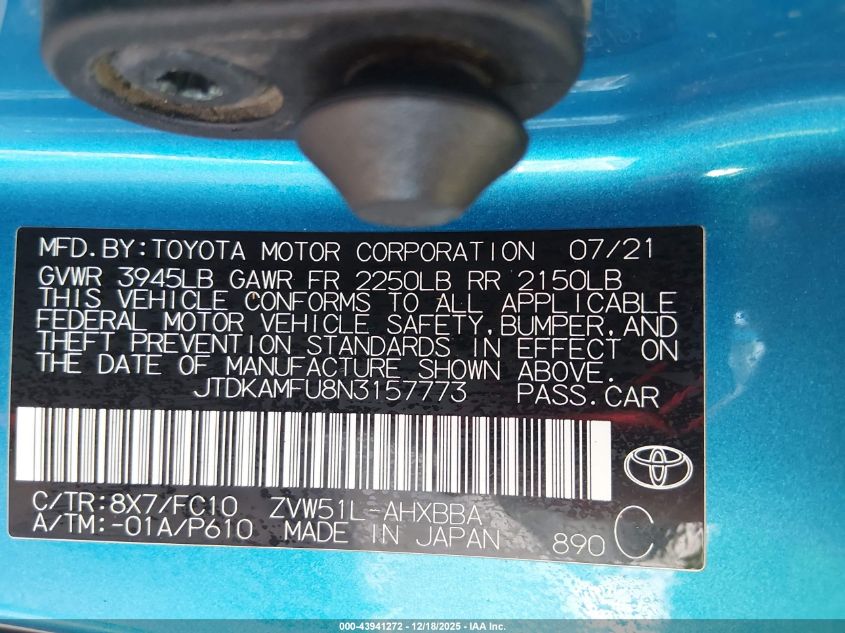 MFD.BY:TOYOTA MOTOR CORPORATION 07/21
GVWR 3945LB GAWR FR 2250LB RR 2150LB
THIS VEHICLE CONFORMS TO ALL APPLICABLE
FEDERAL MOTOR VEHICLE SAFETY,BUMPER,AND
THEFT PREVENTION STANDARDS IN EFFECT ON
THE DATE OF MANUFACTURE SHOWN ABOVE.
JTDKAMFU8N3157773 PASS.CAR
C/TR:8X7/FC10 ZVW51L-AHXBBA
A/TM:-01A/P610 MADE IN JAPAN 890 C
000-43941272 - 12/18/2025 - IAA Inc.